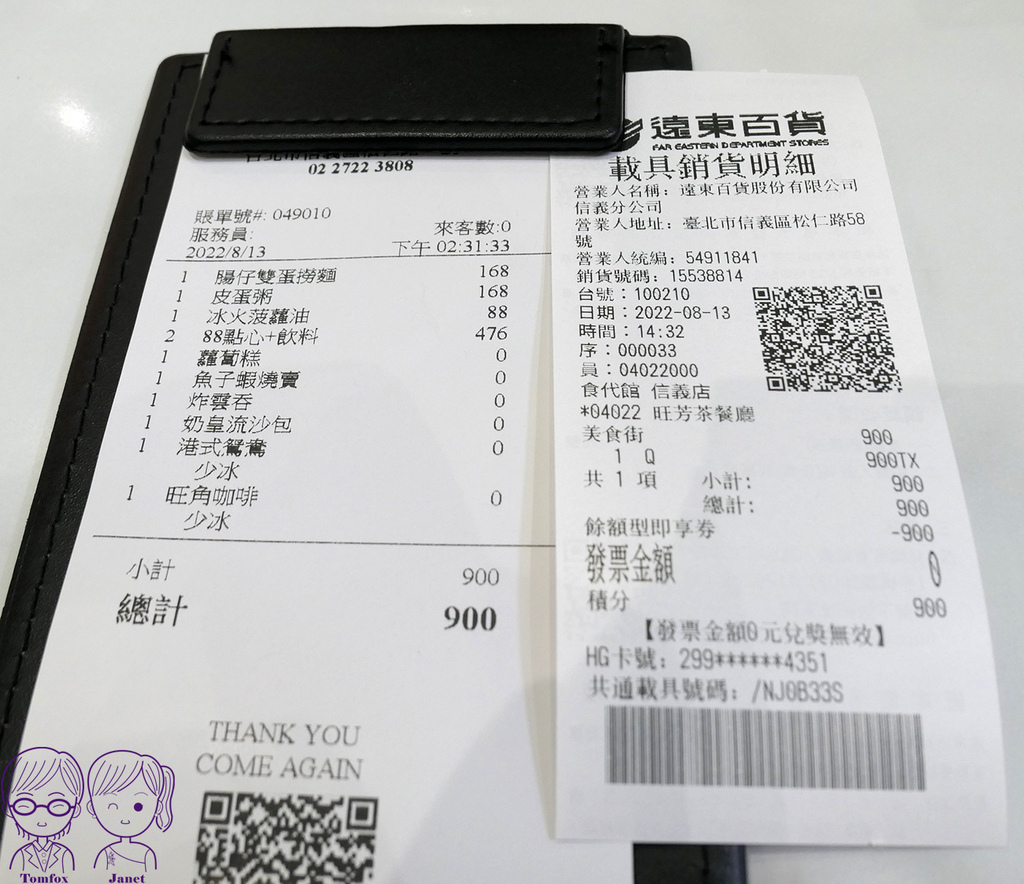 02 2722 3808
賬單號#: 049010
服務員:
來客數:0
2022/8/13
下午 02:31:33
1 腸仔雙蛋撈麵 168
1 皮蛋粥 168
1 冰火菠蘿油 88
2 88點心+飲料 476
1 蘿蔔糕 0
1 魚子蝦燒賣 0
1 炸雲吞 0
1 奶皇流沙包 0
1 港式鴛鴦 0
少冰
1 旺角咖啡 0
少冰
小計 900
總計 900
THANK YOU
COME AGAIN
遠東百貨
FAR EASTERN DEPARTMENT STORES
載具銷貨明細
營業人名稱：遠東百貨股份有限公司
信義分公司
營業人地址：臺北市信義區松仁路58
號
營業人統編：54911841
銷貨號碼：15538814
台號：100210
日期：2022-08-13
時間：14:32
序：000033
員：04022000
食代館 信義店
*04022 旺芳茶餐廳
美食街 900
1 Q 900TX
共 1 項 小計： 900
總計： 900
餘額型即享券 -900
發票金額 0
積分 900
【發票金額0元兌獎無效】
HG卡號：299******4351
共通載具號碼：/NJ0B33S
Tomfox Janet